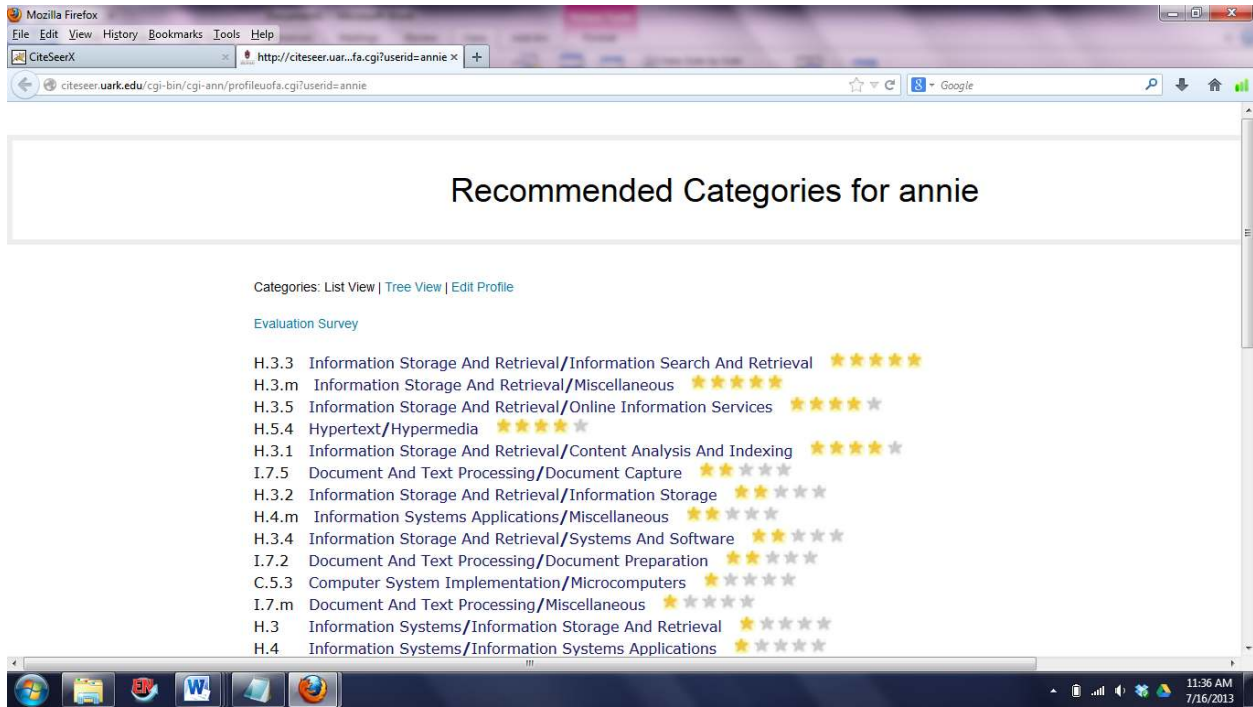 Mozilla Firefox
File Edit View History Bookmarks Tools Help
CiteSeerX × http://citeseer.uar...fa.cgi?userid=annie × +
citeseer.uark.edu/cgi-bin/cgi-ann/profileuofa.cgi?userid=annie 8 Google
Recommended Categories for annie
Categories: List View | Tree View | Edit Profile
Evaluation Survey
H.3.3 Information Storage And Retrieval/Information Search And Retrieval
H.3.m Information Storage And Retrieval/Miscellaneous
H.3.5 Information Storage And Retrieval/Online Information Services
H.5.4 Hypertext/Hypermedia
H.3.1 Information Storage And Retrieval/Content Analysis And Indexing
I.7.5 Document And Text Processing/Document Capture
H.3.2 Information Storage And Retrieval/Information Storage
H.4.m Information Systems Applications/Miscellaneous
H.3.4 Information Storage And Retrieval/Systems And Software
I.7.2 Document And Text Processing/Document Preparation
C.5.3 Computer System Implementation/Microcomputers
I.7.m Document And Text Processing/Miscellaneous
H.3 Information Systems/Information Storage And Retrieval
H.4 Information Systems/Information Systems Applications
11:36 AM
7/16/2013